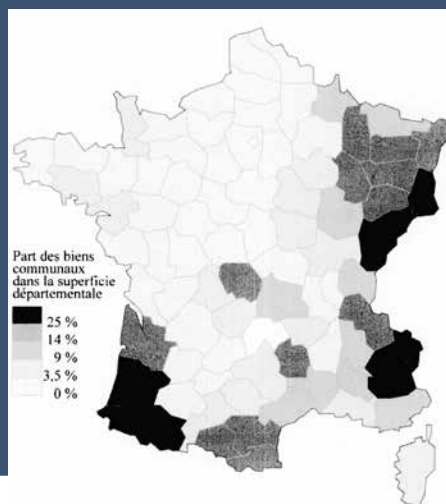 Part des biens
communaux
dans la superficie
départementale
25 %
14 %
9 %
3,5 %
0 %